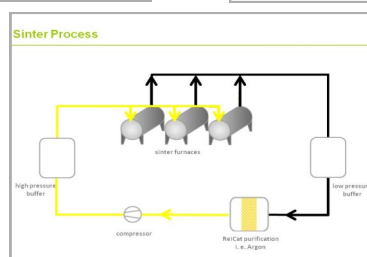 Sinter Process
sinter furnaces
high pressure
buffer
low pressure
buffer
compressor
ReiCat purification
i. e. Argon